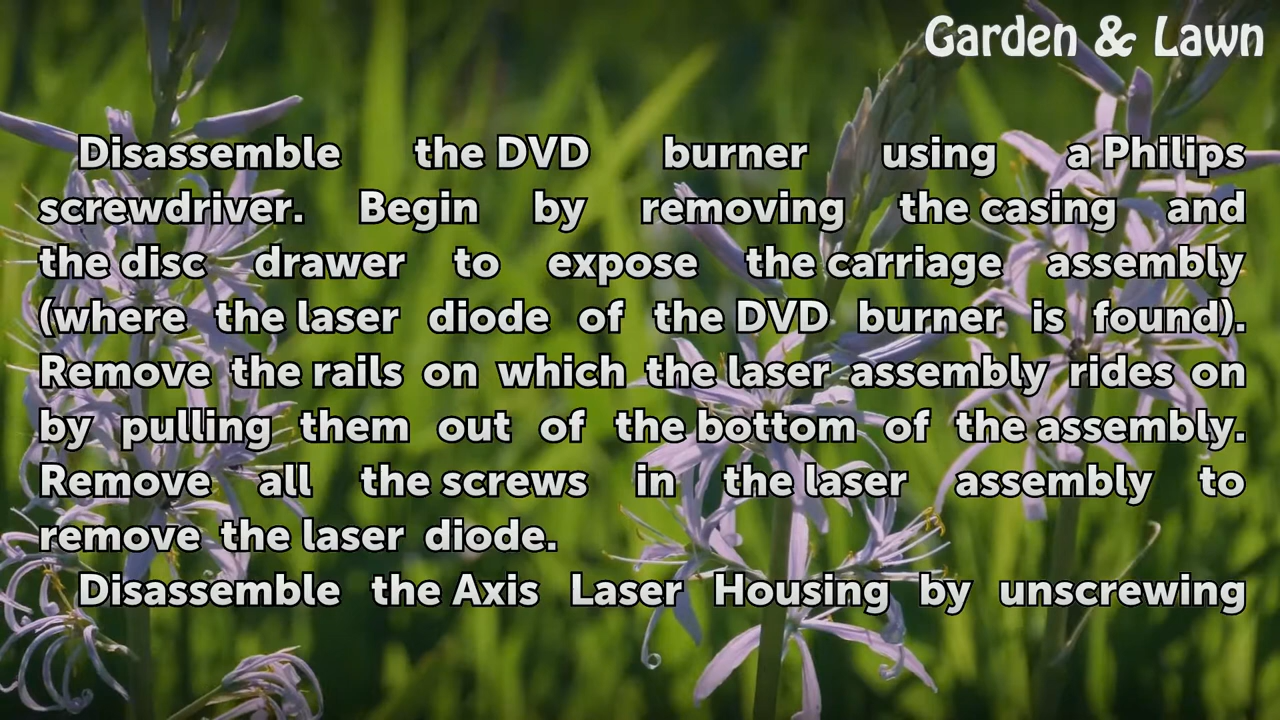 Garden & Lawn
Disassemble the DVD burner using a Philips
screwdriver. Begin by removing the casing and
the disc drawer to expose the carriage assembly
(where the laser diode of the DVD burner is found).
Remove the rails on which the laser assembly rides on
by pulling them out of the bottom of the assembly.
Remove all the screws in the laser assembly to
remove the laser diode.
Disassemble the Axis Laser Housing by unscrewing